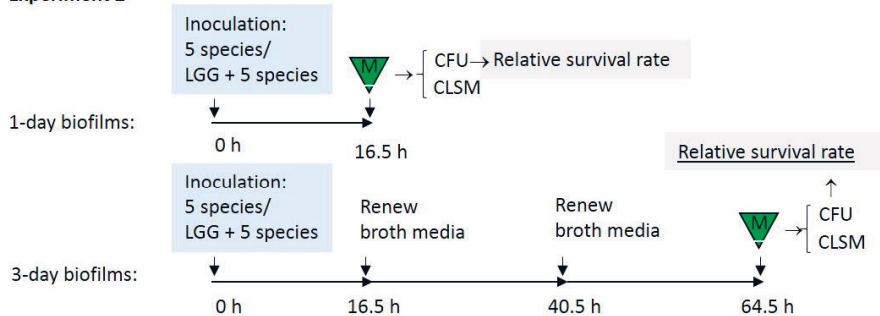 Inoculation:
5 species/
LGG + 5 species
M
CFU→ Relative survival rate
CLSM
1-day biofilms:
0 h
16.5 h
Relative survival rate
Inoculation:
5 species/
LGG + 5 species
Renew
broth media
Renew
broth media
M
CFU
CLSM
3-day biofilms:
0 h
16.5 h
40.5 h
64.5 h